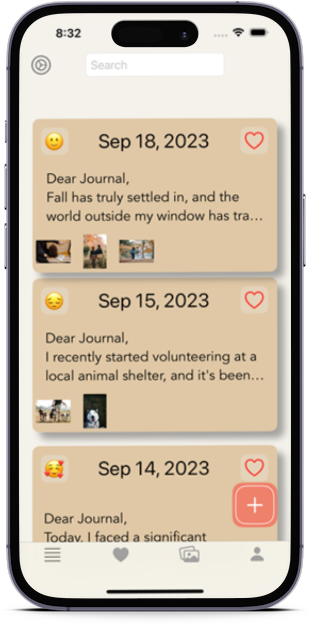 8:32
Search
Sep 18, 2023
Dear Journal,
Fall has truly settled in, and the
world outside my window has tra...
Sep 15, 2023
Dear Journal,
I recently started volunteering at a
local animal shelter, and it's been...
Sep 14, 2023
Dear Journal,
Today, I faced a significant